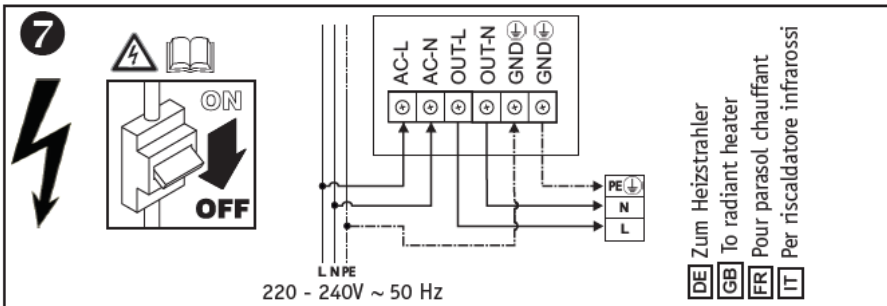 7
ON
OFF
AC-L
AC-N
OUT-L
OUT-N
GND
GND
PE
N
L
L N PE
220 - 240V ~ 50 Hz
DE Zum Heizstrahler
GB To radiant heater
FR Pour parasol chauffant
IT Per riscaldatore infrarossi